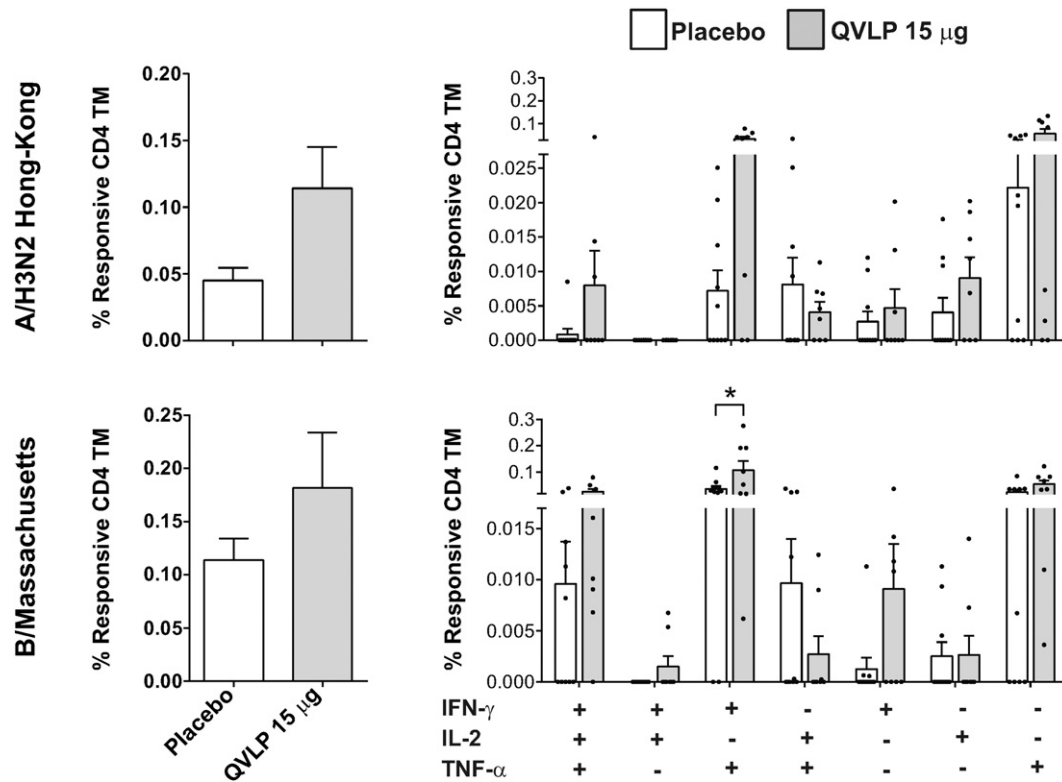 Placebo QVLP 15 μg
A/H3N2 Hong-Kong
% Responsive CD4 TM
0.20
0.15
0.10
0.05
0.00
% Responsive CD4 TM
0.3
0.2
0.1
0.025
0.020
0.015
0.010
0.005
0.000
B/Massachusetts
% Responsive CD4 TM
0.25
0.20
0.15
0.10
0.05
0.00
Placebo
QVLP 15 μg
% Responsive CD4 TM
*
0.3
0.2
0.1
0.015
0.010
0.005
0.000
IFN-γ + + + - + - -
IL-2 + + - + - + -
TNF-α + - + + - - +